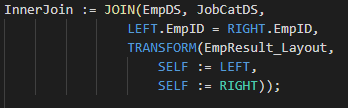 InnerJoin := JOIN(EmpDS, JobCatDS,
LEFT.EmpID = RIGHT.EmpID,
TRANSFORM(EmpResult_Layout,
SELF := LEFT,
SELF := RIGHT));